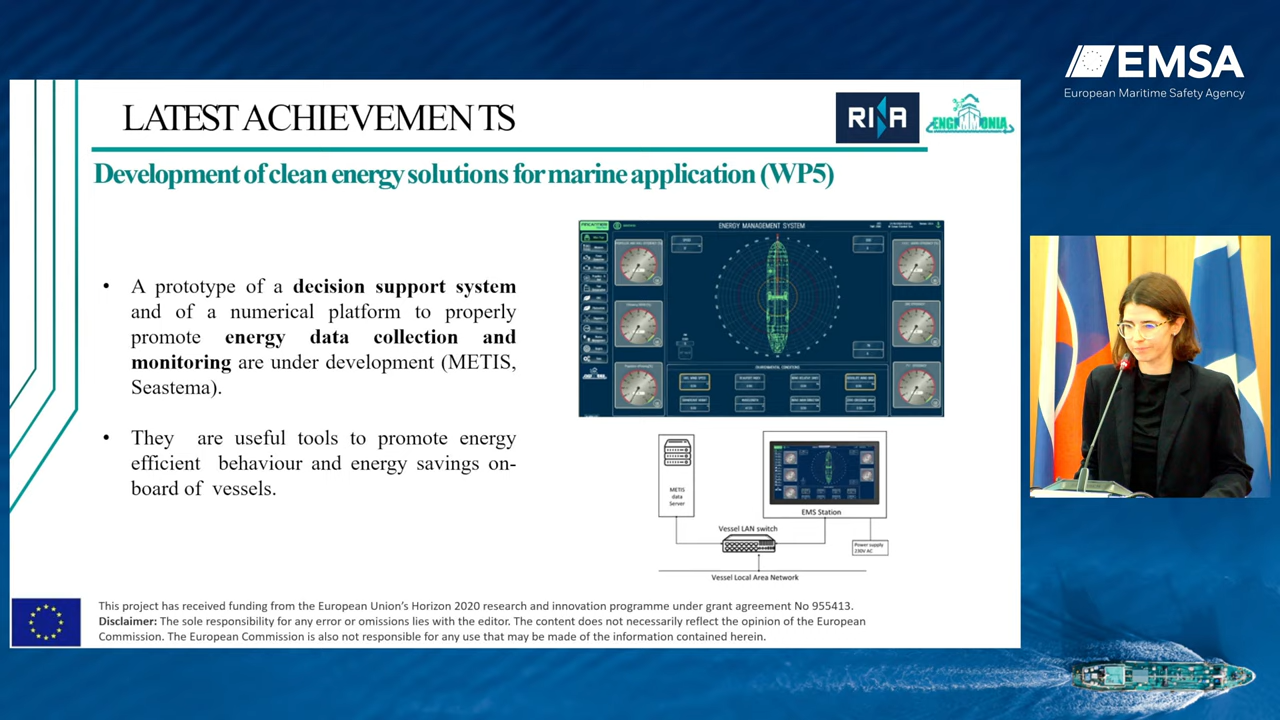 EMSA
European Maritime Safety Agency
LATEST ACHIEVEMENTS
RINA
ENGIMMONIA
Development of clean energy solutions for marine application (WP5)
• A prototype of a decision support system
and of a numerical platform to properly
promote energy data collection and
monitoring are under development (METIS,
Seastema).
• They are useful tools to promote energy
efficient behaviour and energy savings on-
board of vessels.
ENERGY MANAGEMENT SYSTEM
ENVIRONMENTAL CONDITIONS
METIS
data
Server
EMS Station
Vessel LAN switch
Power supply
230V AC
Vessel Local Area Network
This project has received funding from the European Union's Horizon 2020 research and innovation programme under grant agreement No 955413.
Disclaimer: The sole responsibility for any error or omissions lies with the editor. The content does not necessarily reflect the opinion of the European
Commission. The European Commission is also not responsible for any use that may be made of the information contained herein.